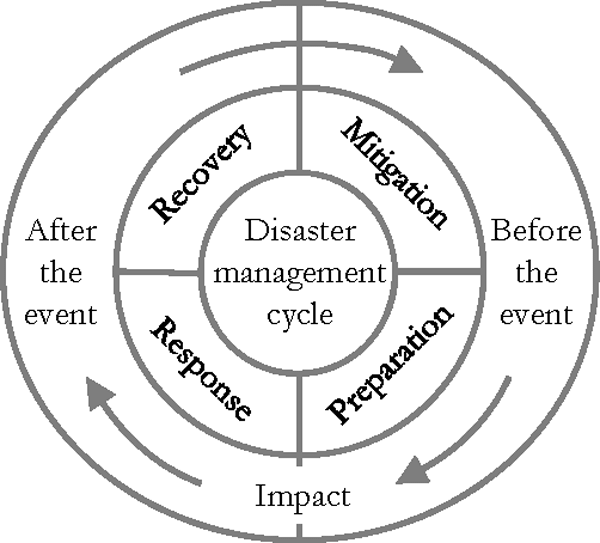 Recovery
Mitigation
After
the
event
Disaster
management
cycle
Before
the
event
Response
Preparation
Impact